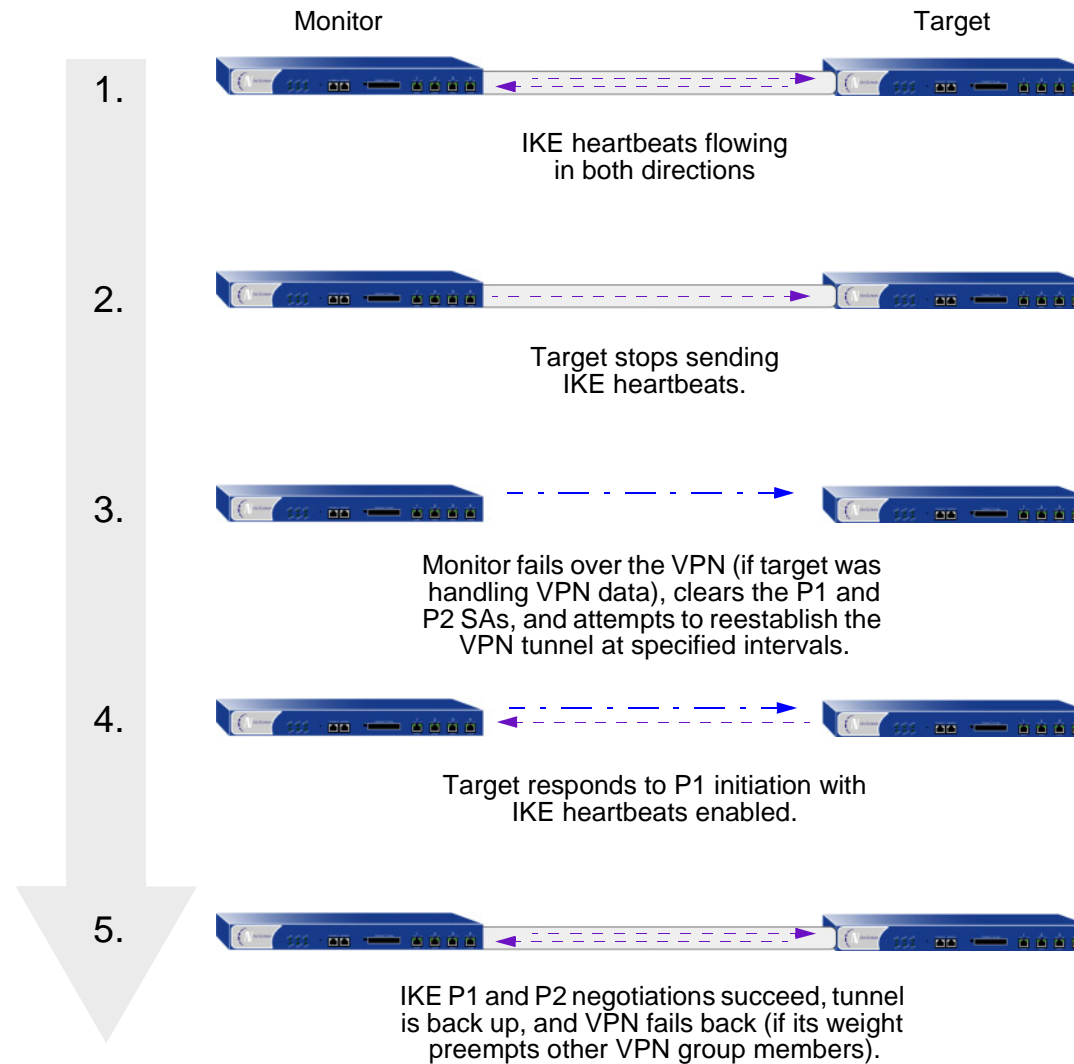 Monitor
Target
1.
IKE heartbeats flowing
in both directions
2.
Target stops sending
IKE heartbeats.
3.
Monitor fails over the VPN (if target was
handling VPN data), clears the P1 and
P2 SAs, and attempts to reestablish the
VPN tunnel at specified intervals.
4.
Target responds to P1 initiation with
IKE heartbeats enabled.
5.
IKE P1 and P2 negotiations succeed, tunnel
is back up, and VPN fails back (if its weight
preempts other VPN group members).